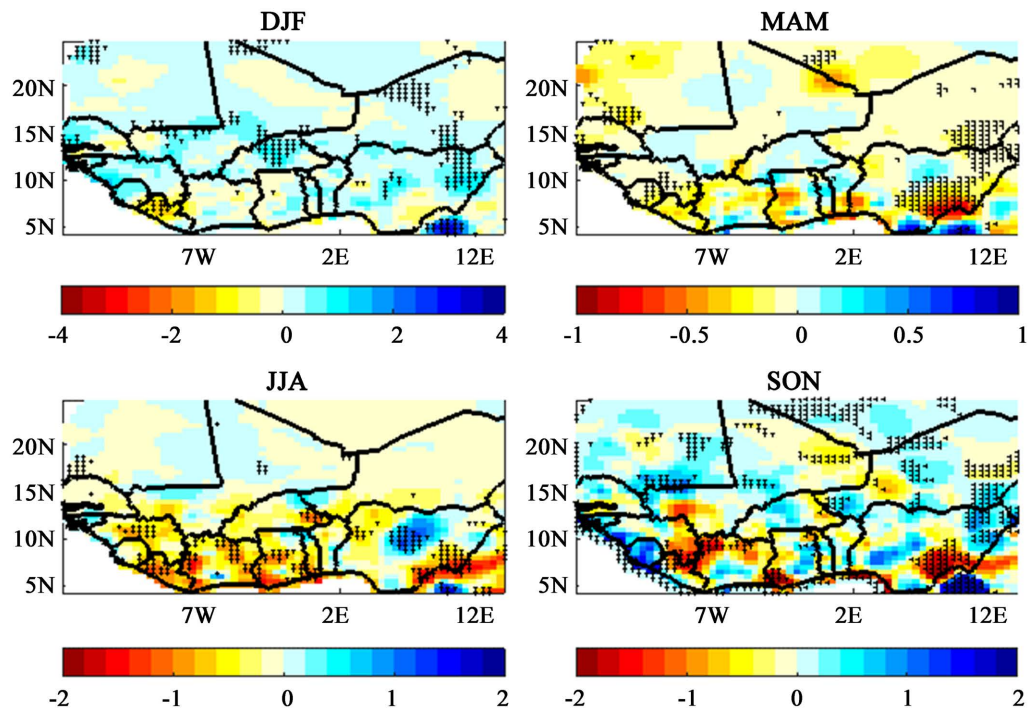 DJF MAM
20N 20N
15N 15N
10N 10N
5N 5N
7W 2E 12E 7W 2E 12E
-4 -2 0 2 4 -1 -0.5 0 0.5 1
JJA SON
20N 20N
15N 15N
10N 10N
5N 5N
7W 2E 12E 7W 2E 12E
-2 -1 0 1 2 -2 -1 0 1 2